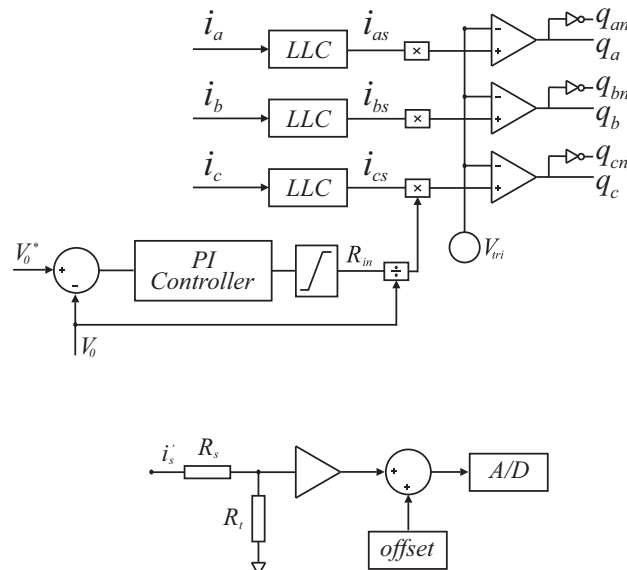 i_a LLC i_as × − + q_an q_a
i_b LLC i_bs × − + q_bn q_b
i_c LLC i_cs × − + q_cn q_c
V_0* + − PI Controller R_in ÷ V_tri
V_0
i_s' R_s + + A/D
R_t offset